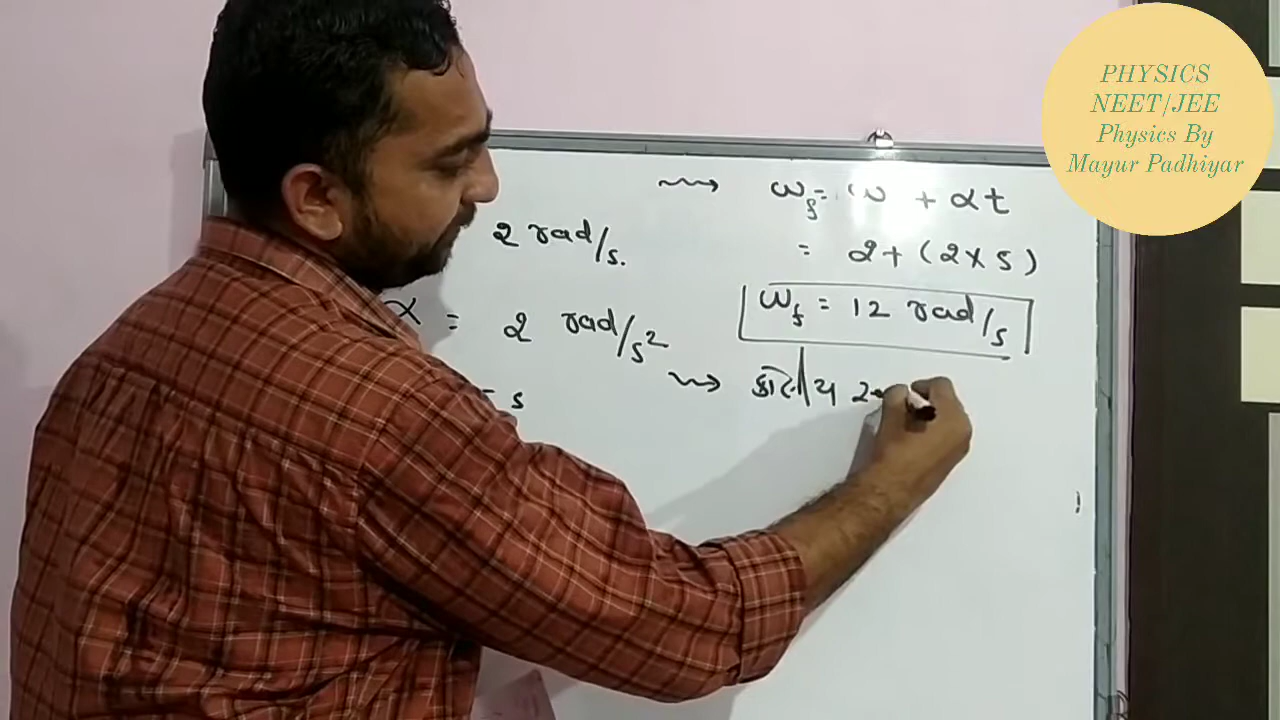 PHYSICS
NEET/JEE
Physics By
Mayur Padhiyar
2 rad/s.
α = 2 rad/s²
= 5
⇝ ω_f = ω + αt
= 2 + (2 × 5)
ω_f = 12 rad/s
⇝ કોણીય